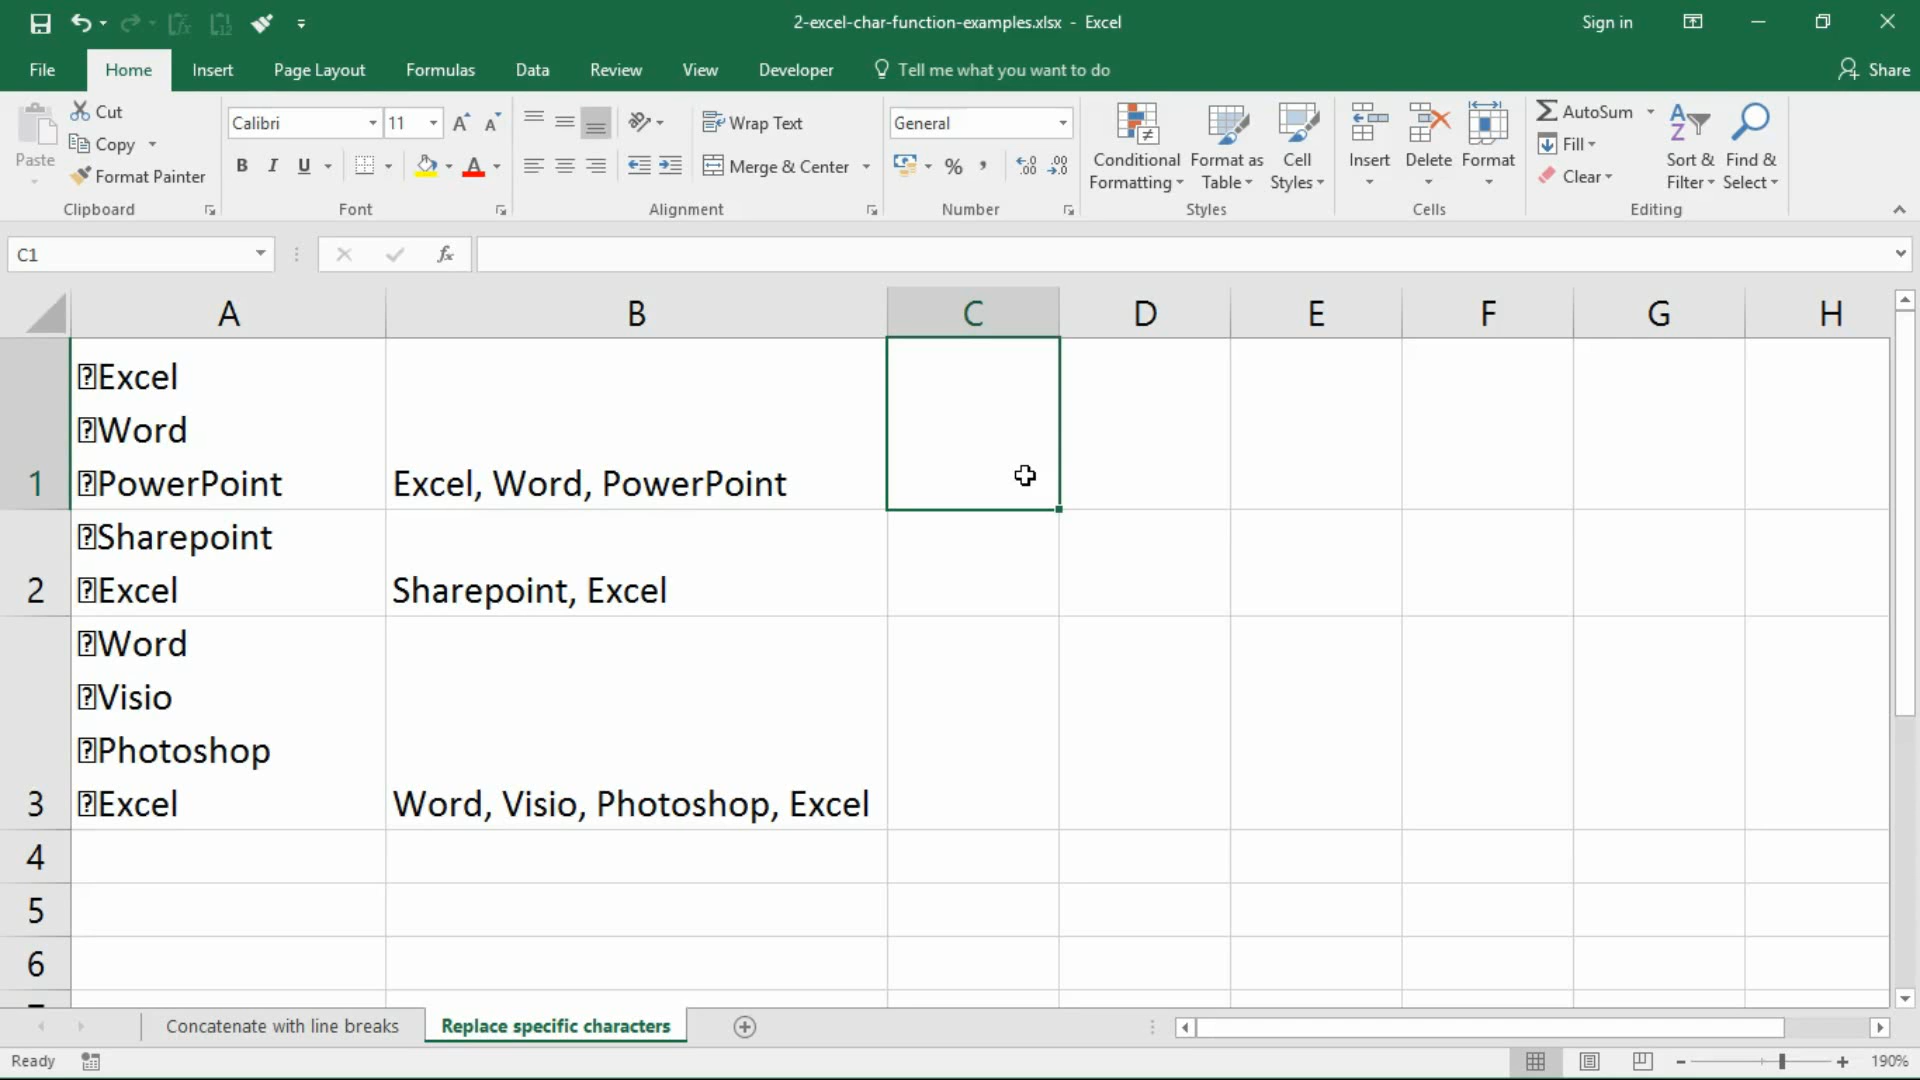 2-excel-char-function-examples.xlsx - Excel
Sign in
File Home Insert Page Layout Formulas Data Review View Developer Tell me what you want to do Share
Paste
Cut
Copy
Format Painter
Clipboard
Calibri 11
B I U A
Font
Wrap Text
Merge & Center
Alignment
General
% ,
Number
Conditional Formatting
Format as Table
Cell Styles
Styles
Insert Delete Format
Cells
AutoSum
Fill
Clear
Sort & Filter
Find & Select
Editing
C1
fx
A B C D E F G H
1
⍰Excel
⍰Word
⍰PowerPoint
Excel, Word, PowerPoint
2
⍰Sharepoint
⍰Excel
Sharepoint, Excel
3
⍰Word
⍰Visio
⍰Photoshop
⍰Excel
Word, Visio, Photoshop, Excel
4
5
6
Concatenate with line breaks Replace specific characters
Ready
190%